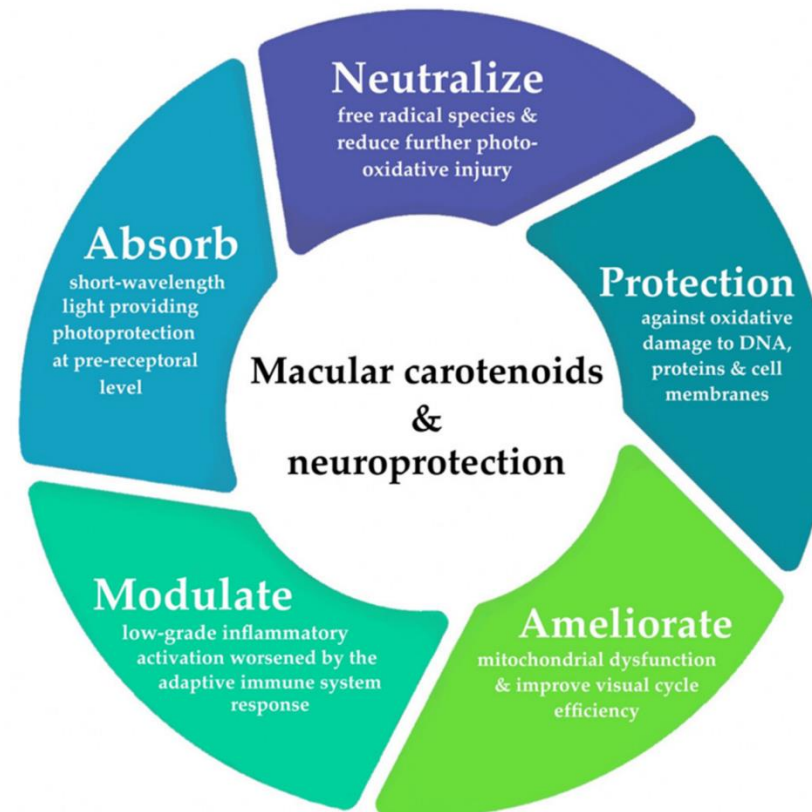 Neutralize
free radical species &
reduce further photo-
oxidative injury
Protection
against oxidative
damage to DNA,
proteins & cell
membranes
Ameliorate
mitochondrial dysfunction
& improve visual cycle
efficiency
Modulate
low-grade inflammatory
activation worsened by the
adaptive immune system
response
Absorb
short-wavelength
light providing
photoprotection
at pre-receptoral
level
Macular carotenoids
&
neuroprotection